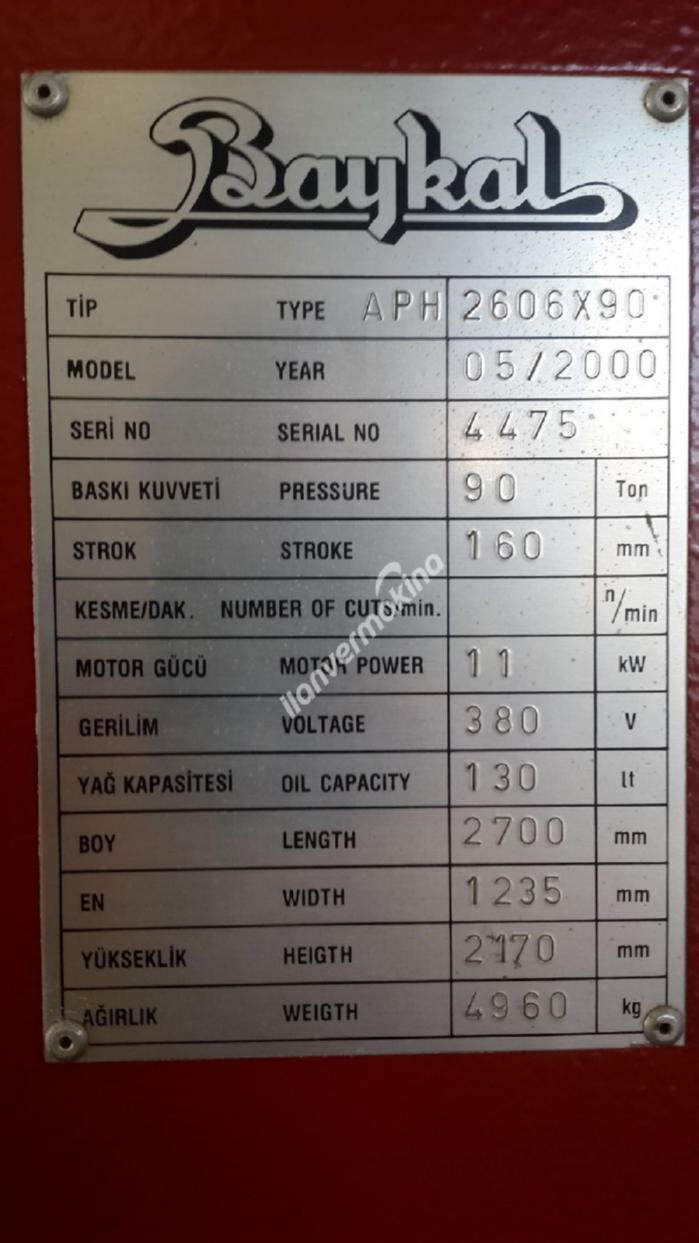 Baykal
TİP TYPE APH 2606X90
MODEL YEAR 05/2000
SERİ NO SERIAL NO 4475
BASKI KUVVETİ PRESSURE 90 Ton
STROK STROKE 160 mm
KESME/DAK. NUMBER OF CUTS/min. n/min
MOTOR GÜCÜ MOTOR POWER 11 kW
GERİLİM VOLTAGE 380 V
YAĞ KAPASİTESİ OIL CAPACITY 130 lt
BOY LENGTH 2700 mm
EN WIDTH 1235 mm
YÜKSEKLİK HEIGTH 2170 mm
AĞIRLIK WEIGTH 4960 kg
ilanvermakina